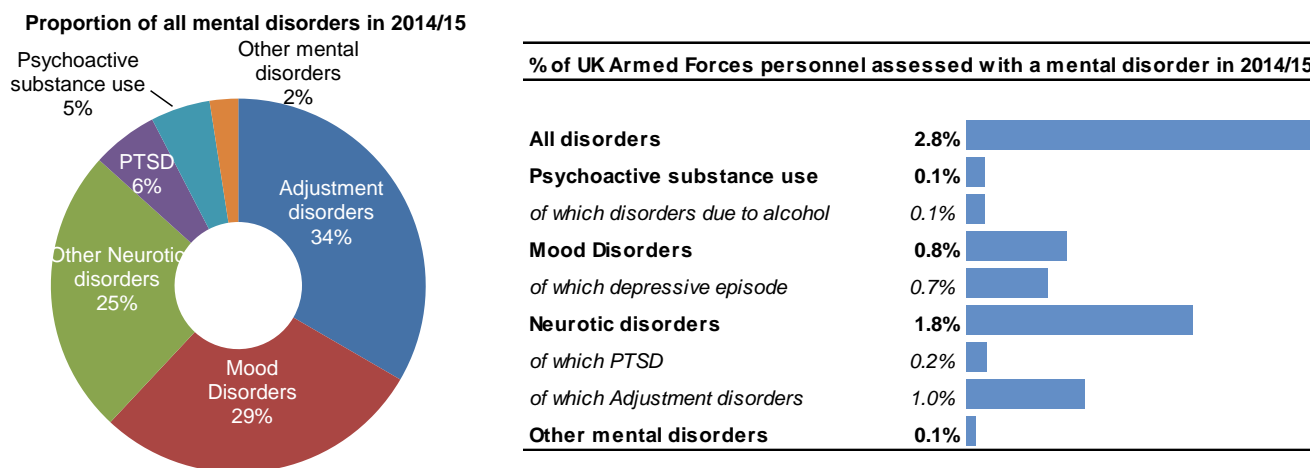 Proportion of all mental disorders in 2014/15
Psychoactive
substance use
5%
Other mental
disorders
2%
PTSD
6%
Adjustment
disorders
34%
Other Neurotic
disorders
25%
Mood
Disorders
29%
% of UK Armed Forces personnel assessed with a mental disorder in 2014/15
All disorders 2.8%
Psychoactive substance use 0.1%
of which disorders due to alcohol 0.1%
Mood Disorders 0.8%
of which depressive episode 0.7%
Neurotic disorders 1.8%
of which PTSD 0.2%
of which Adjustment disorders 1.0%
Other mental disorders 0.1%